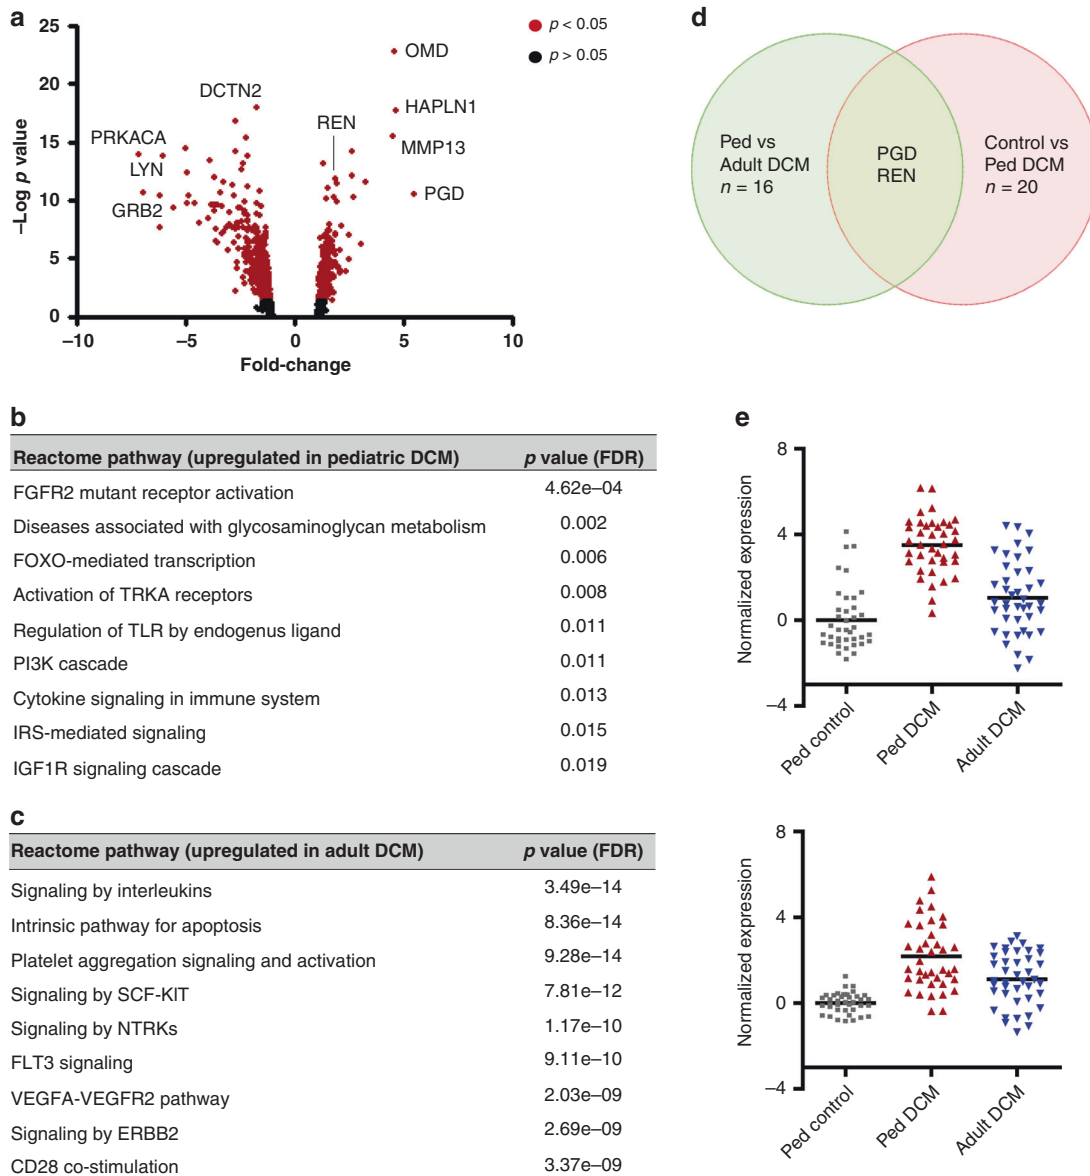 a
p < 0.05
p > 0.05
25
20
15
10
5
0
–Log p value
OMD
HAPLN1
MMP13
PGD
REN
DCTN2
PRKACA
LYN
GRB2
–10
–5
0
5
10
Fold-change
d
Ped vs
Adult DCM
n = 16
PGD
REN
Control vs
Ped DCM
n = 20
b
Reactome pathway (upregulated in pediatric DCM) p value (FDR)
FGFR2 mutant receptor activation 4.62e–04
Diseases associated with glycosaminoglycan metabolism 0.002
FOXO-mediated transcription 0.006
Activation of TRKA receptors 0.008
Regulation of TLR by endogenus ligand 0.011
PI3K cascade 0.011
Cytokine signaling in immune system 0.013
IRS-mediated signaling 0.015
IGF1R signaling cascade 0.019
c
Reactome pathway (upregulated in adult DCM) p value (FDR)
Signaling by interleukins 3.49e–14
Intrinsic pathway for apoptosis 8.36e–14
Platelet aggregation signaling and activation 9.28e–14
Signaling by SCF-KIT 7.81e–12
Signaling by NTRKs 1.17e–10
FLT3 signaling 9.11e–10
VEGFA-VEGFR2 pathway 2.03e–09
Signaling by ERBB2 2.69e–09
CD28 co-stimulation 3.37e–09
e
8
4
0
–4
Normalized expression
Ped control
Ped DCM
Adult DCM
8
4
0
–4
Normalized expression
Ped control
Ped DCM
Adult DCM